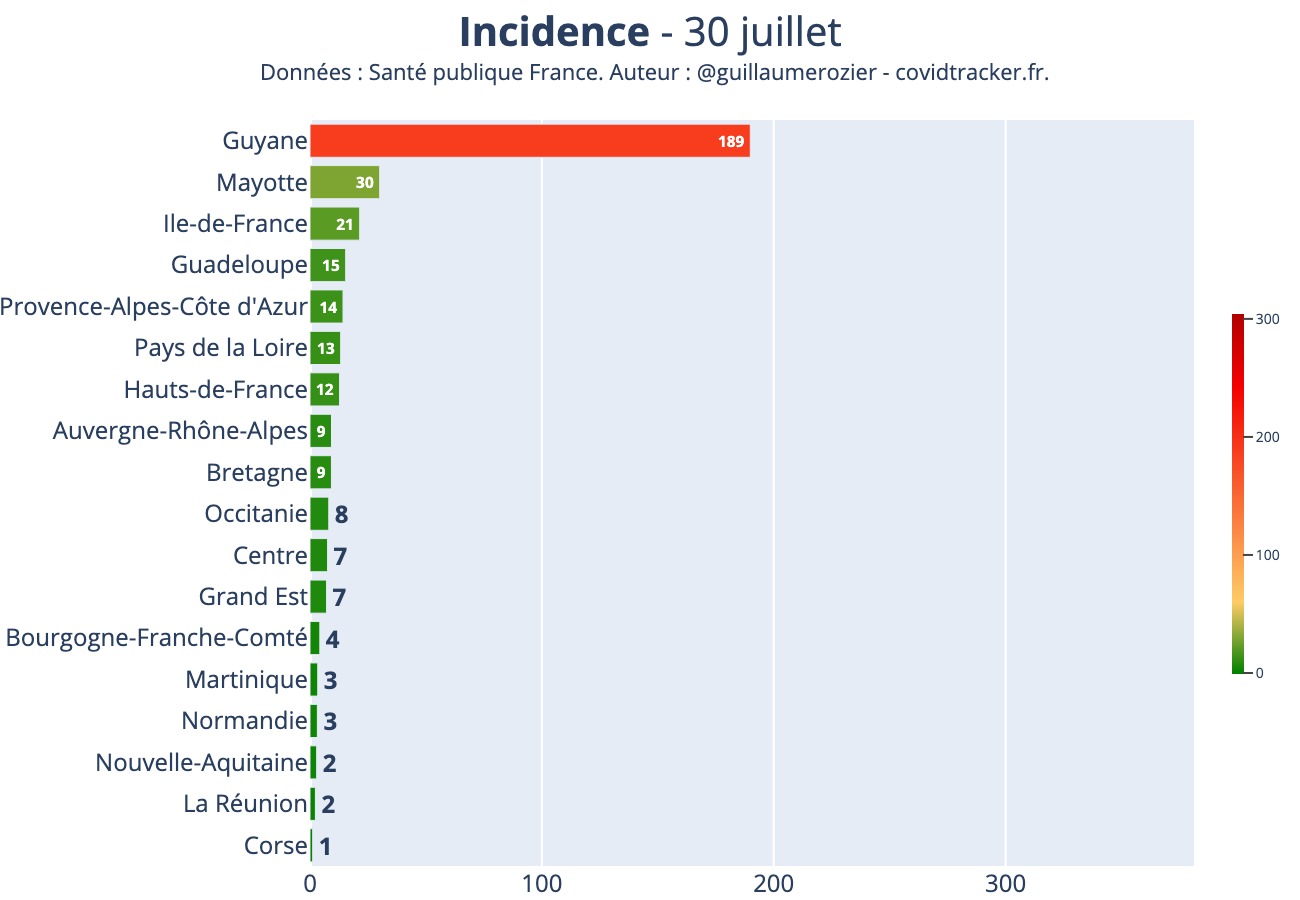 Incidence - 30 juillet
Données : Santé publique France. Auteur : @guillaumerozier - covidtracker.fr.
Guyane 189
Mayotte 30
Ile-de-France 21
Guadeloupe 15
Provence-Alpes-Côte d'Azur 14
Pays de la Loire 13
Hauts-de-France 12
Auvergne-Rhône-Alpes 9
Bretagne 9
Occitanie 8
Centre 7
Grand Est 7
Bourgogne-Franche-Comté 4
Martinique 3
Normandie 3
Nouvelle-Aquitaine 2
La Réunion 2
Corse 1
0 100 200 300
300
200
100
0